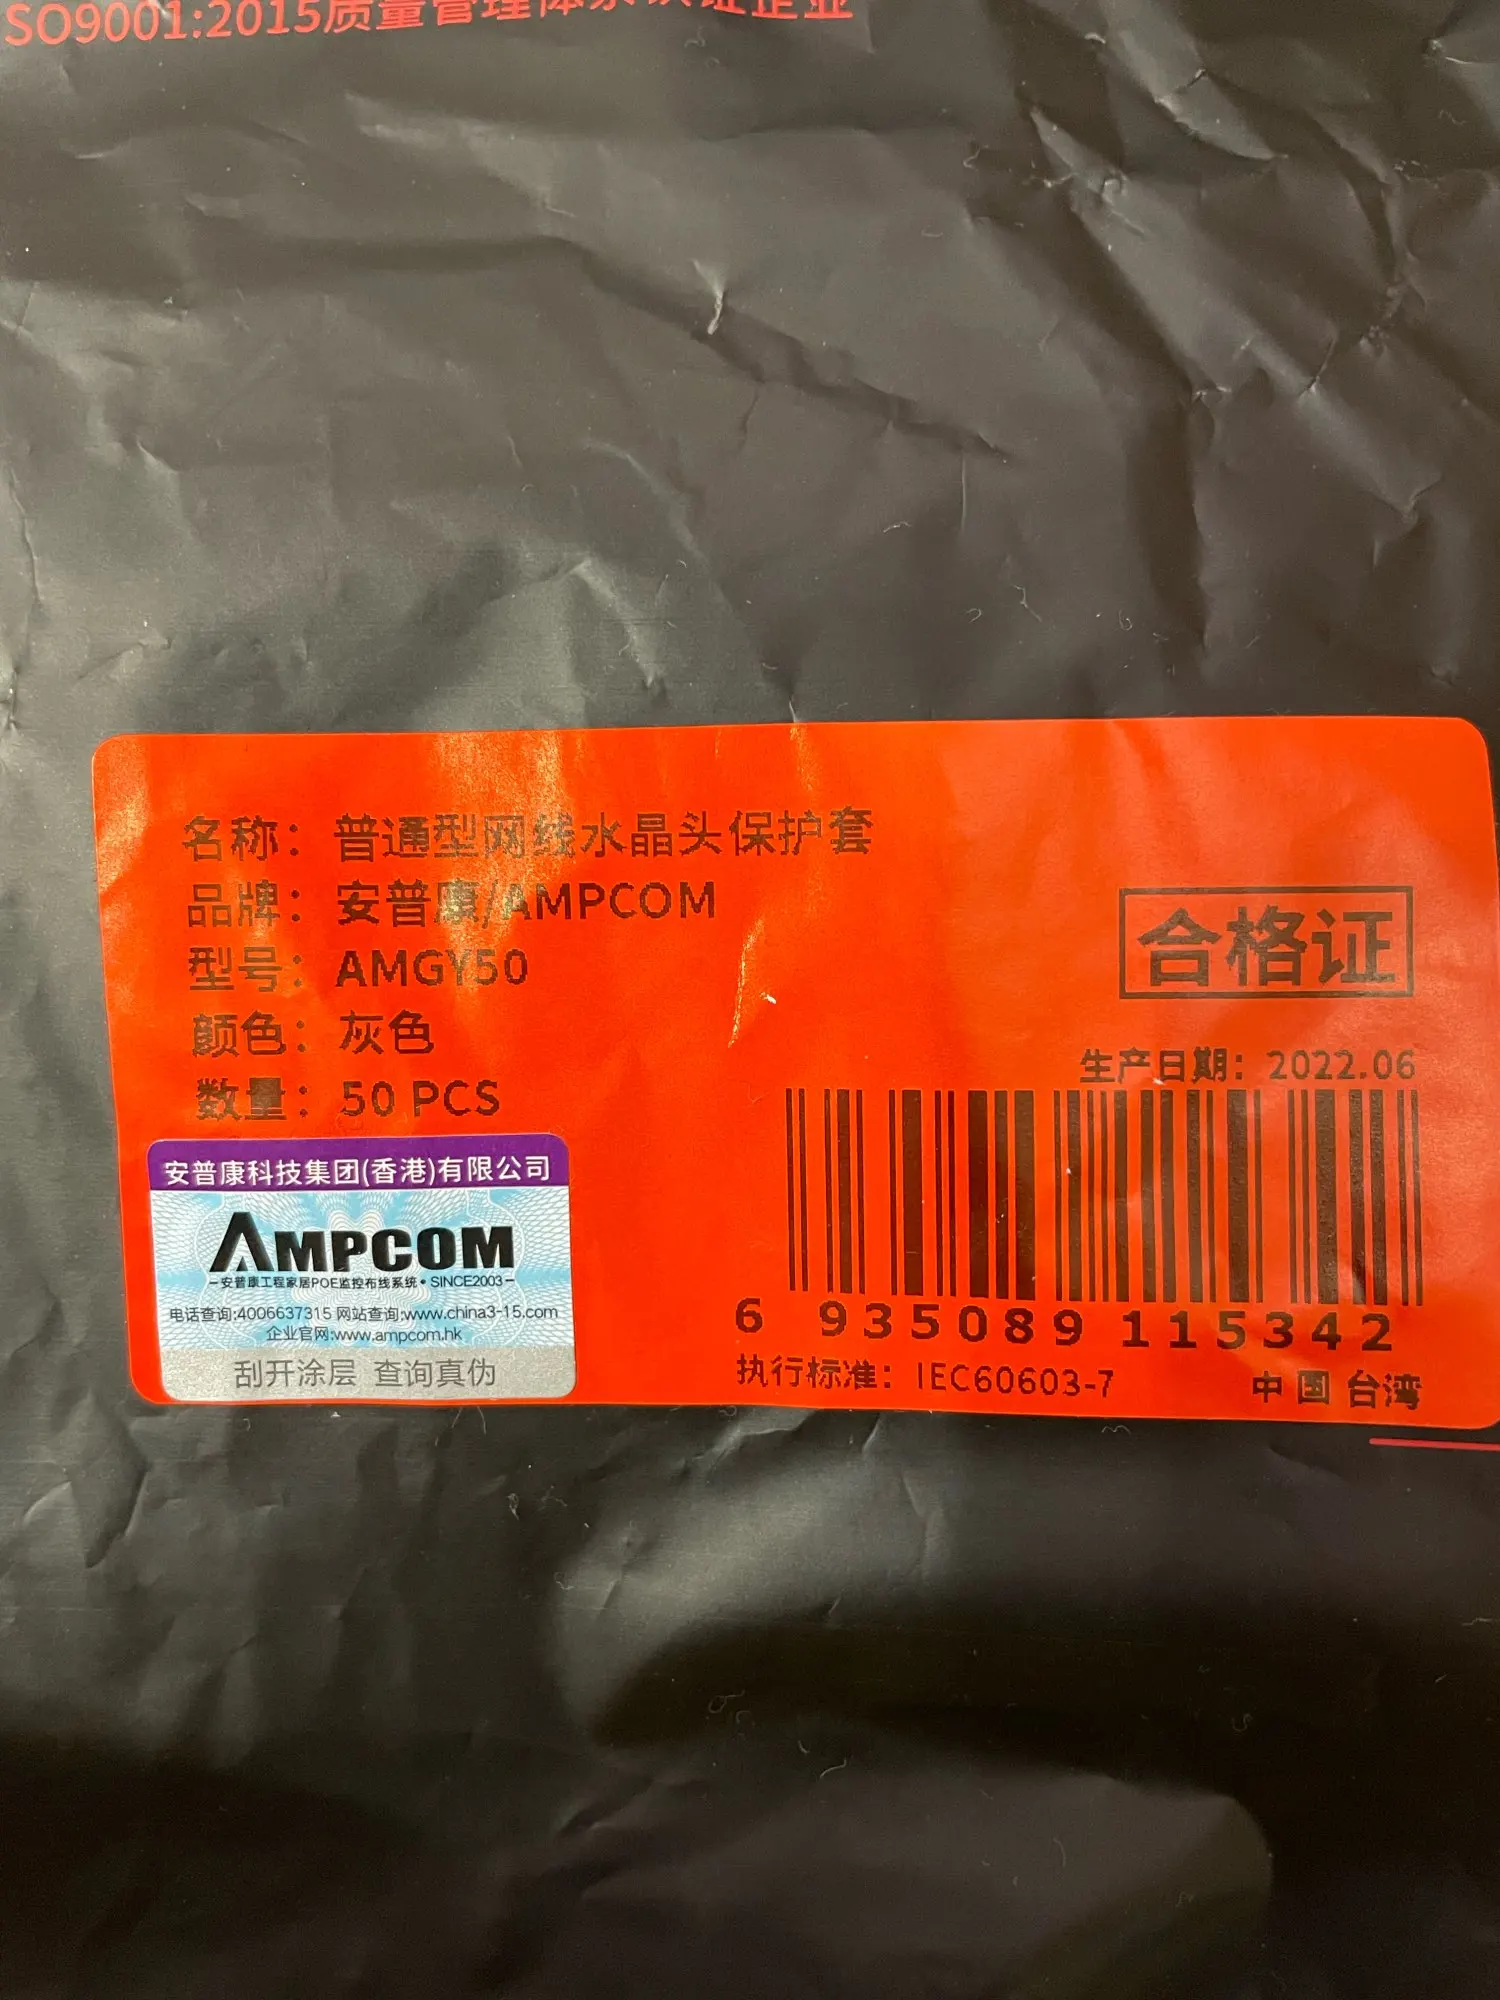 SO9001:2015质量管理体系认证企业
名称：普通型网线水晶头保护套
品牌：安普康/AMPCOM
型号：AMGY50
颜色：灰色
数量：50 PCS
合格证
生产日期：2022.06
6 935089 115342
执行标准：IEC60603-7
中国台湾
安普康科技集团(香港)有限公司
AMPCOM
安普康工程家居POE监控布线系统•SINCE2003
电话查询:4006637315 网站查询:www.china3-15.com
企业官网:www.ampcom.hk
刮开涂层 查询真伪